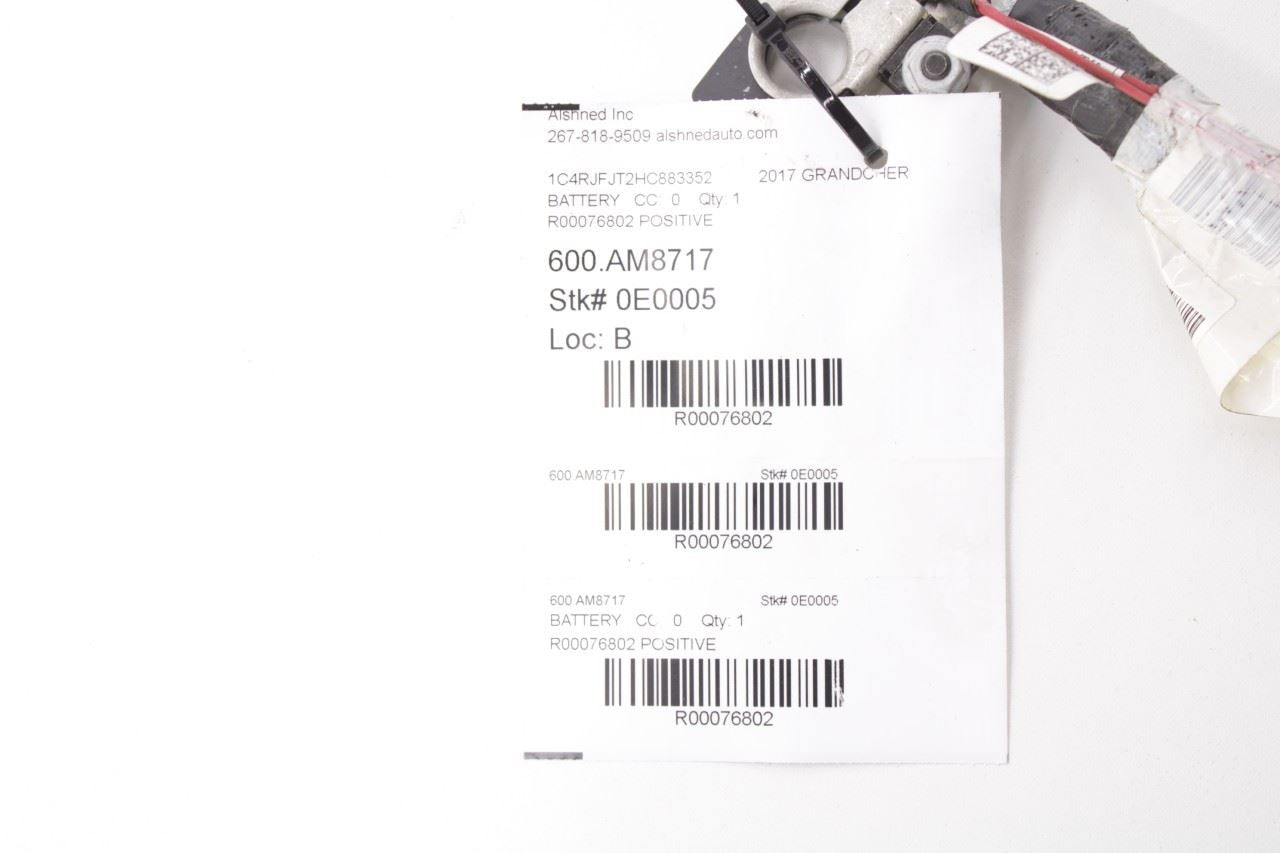 Alshned Inc
267-818-9509 alshnedauto.com
1C4RJFJT2HC883352 2017 GRANDCHER
BATTERY CC: 0 Qty: 1
R00076802 POSITIVE
600.AM8717
Stk# 0E0005
Loc: B
R00076802
600.AM8717 Stk# 0E0005
R00076802
600.AM8717 Stk# 0E0005
BATTERY CC 0 Qty: 1
R00076802 POSITIVE
R00076802